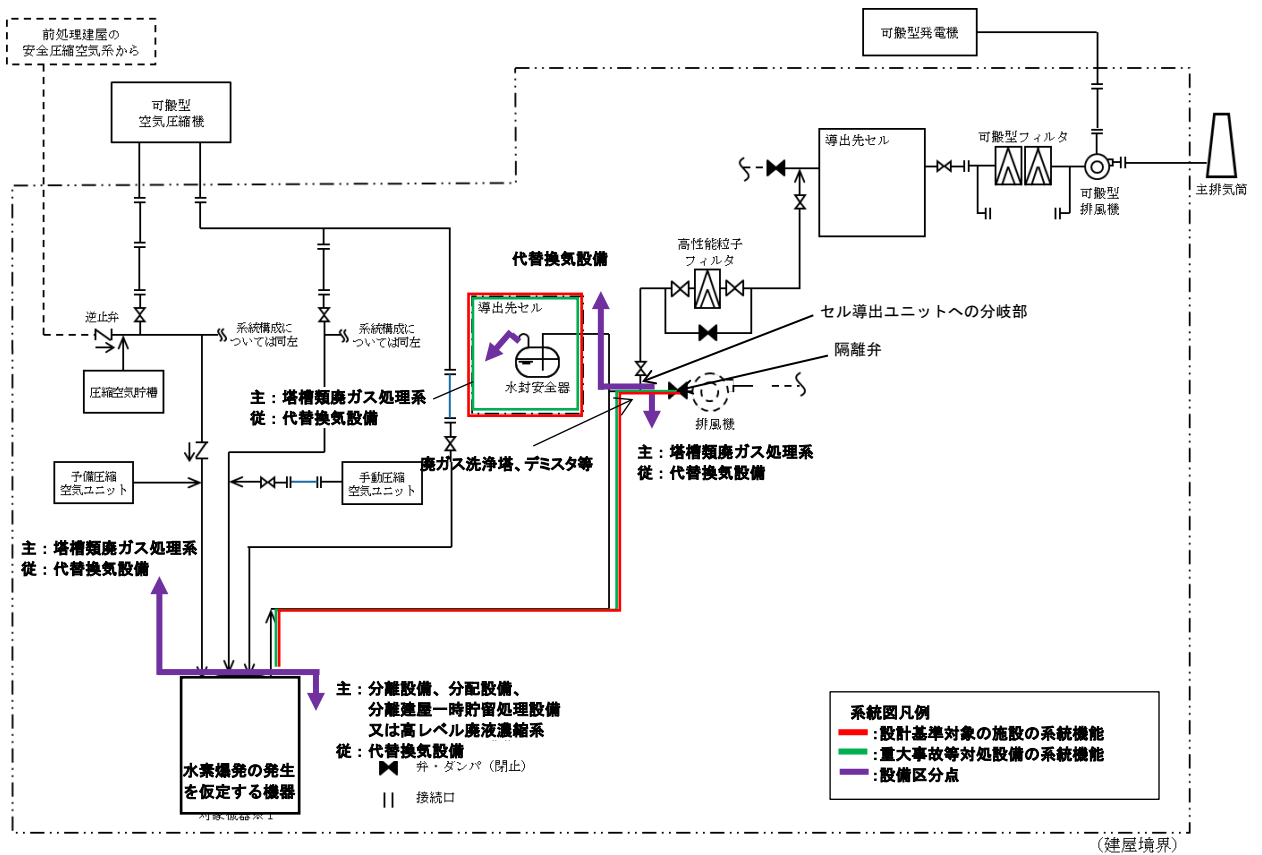 前処理建屋の
安全圧縮空気系から
可搬型発電機
可搬型
空気圧縮機
導出先セル
可搬型フィルタ
可搬型
排風機
主排気筒
高性能粒子
フィルタ
代替換気設備
導出先セル
水封安全器
セル導出ユニットへの分岐部
隔離弁
逆止弁
系統構成に
ついては同左
系統構成に
ついては同左
圧縮空気貯槽
主：塔槽類廃ガス処理系
従：代替換気設備
排風機
廃ガス洗浄塔、デミスタ等
主：塔槽類廃ガス処理系
従：代替換気設備
予備圧縮
空気ユニット
手動圧縮
空気ユニット
主：塔槽類廃ガス処理系
従：代替換気設備
主：分離設備、分配設備、
分離建屋一時貯留処理設備
又は高レベル廃液濃縮系
従：代替換気設備
弁・ダンパ（閉止）
接続口
水素爆発の発生
を仮定する機器
対象機器※1
系統図凡例
：設計基準対象の施設の系統機能
：重大事故等対処設備の系統機能
：設備区分点
（建屋境界）